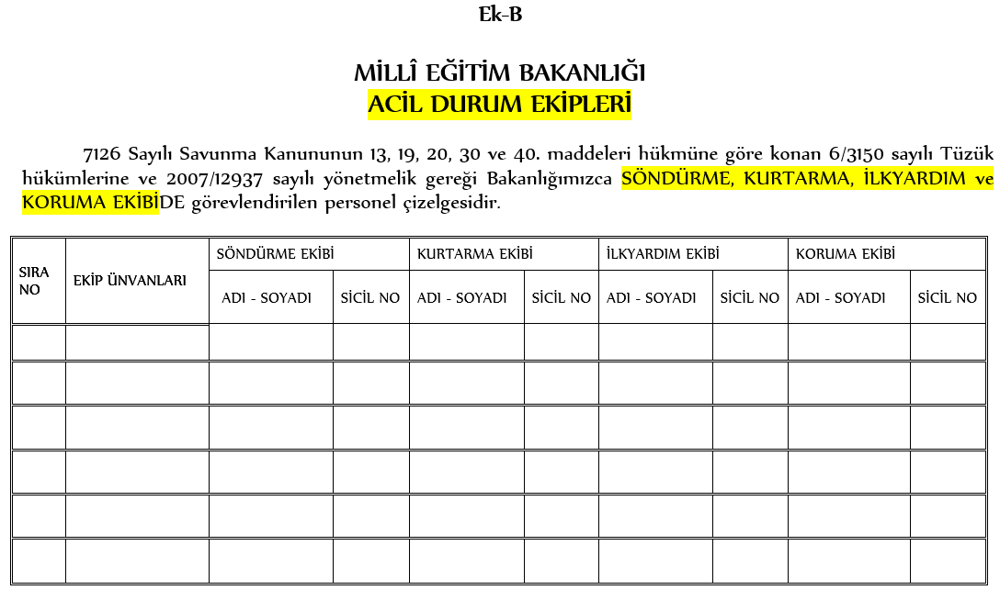 Ek-B
MİLLÎ EĞİTİM BAKANLIĞI
ACİL DURUM EKİPLERİ
7126 Sayılı Savunma Kanununun 13, 19, 20, 30 ve 40. maddeleri hükmüne göre konan 6/3150 sayılı Tüzük
hükümlerine ve 2007/12937 sayılı yönetmelik gereği Bakanlığımızca SÖNDÜRME, KURTARMA, İLKYARDIM ve
KORUMA EKİBİDE görevlendirilen personel çizelgesidir.
SIRA NO
EKİP ÜNVANLARI
SÖNDÜRME EKİBİ
KURTARMA EKİBİ
İLKYARDIM EKİBİ
KORUMA EKİBİ
ADI - SOYADI
SİCİL NO
ADI - SOYADI
SİCİL NO
ADI - SOYADI
SİCİL NO
ADI - SOYADI
SİCİL NO